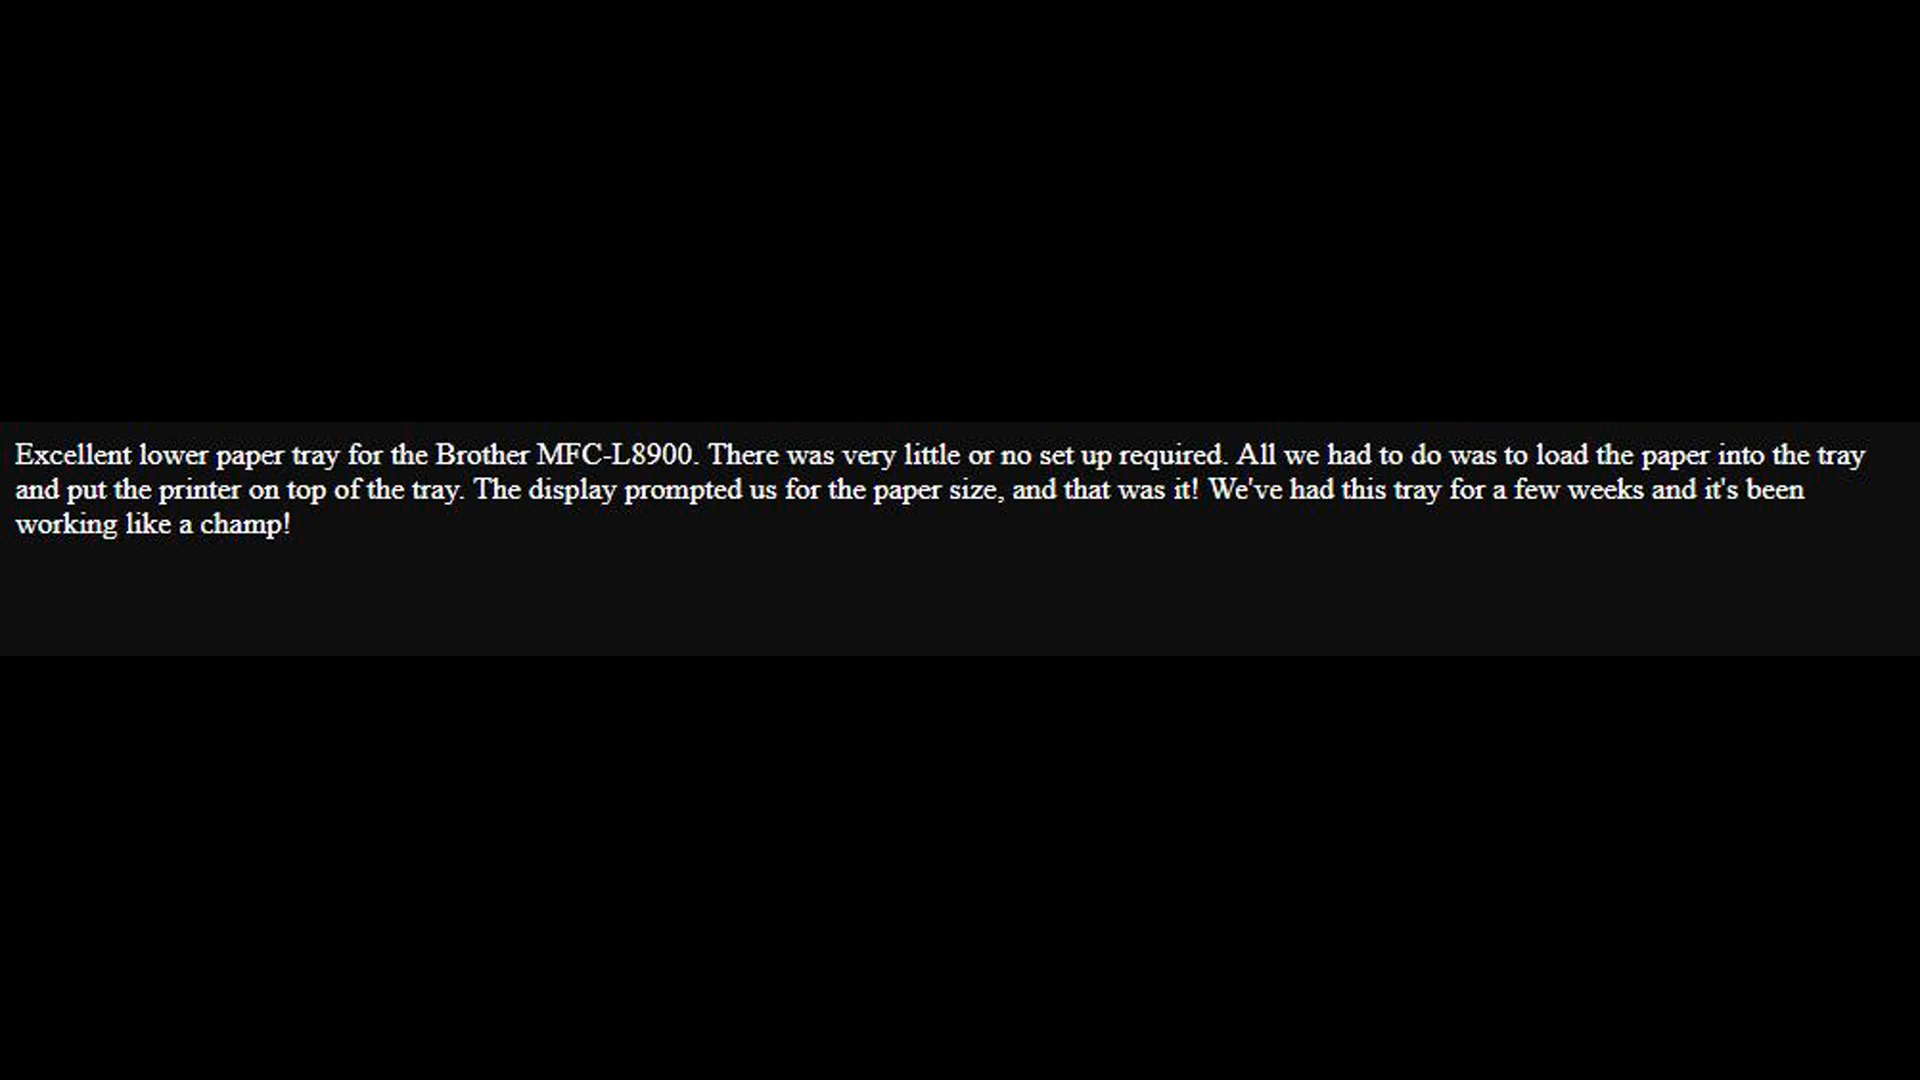 Excellent lower paper tray for the Brother MFC-L8900. There was very little or no set up required. All we had to do was to load the paper into the tray
and put the printer on top of the tray. The display prompted us for the paper size, and that was it! We've had this tray for a few weeks and it's been
working like a champ!